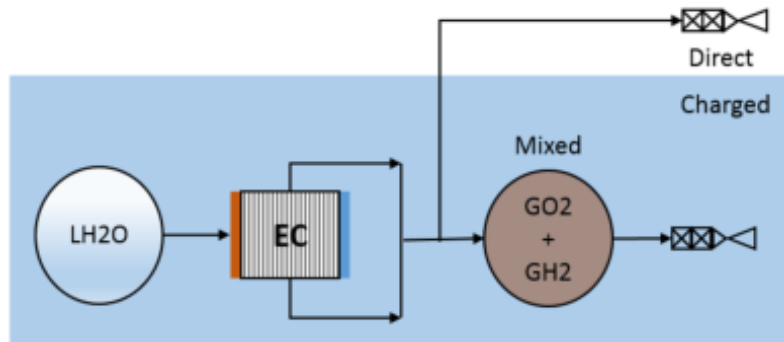 Direct
Charged
Mixed
LH2O
EC
GO2
+
GH2